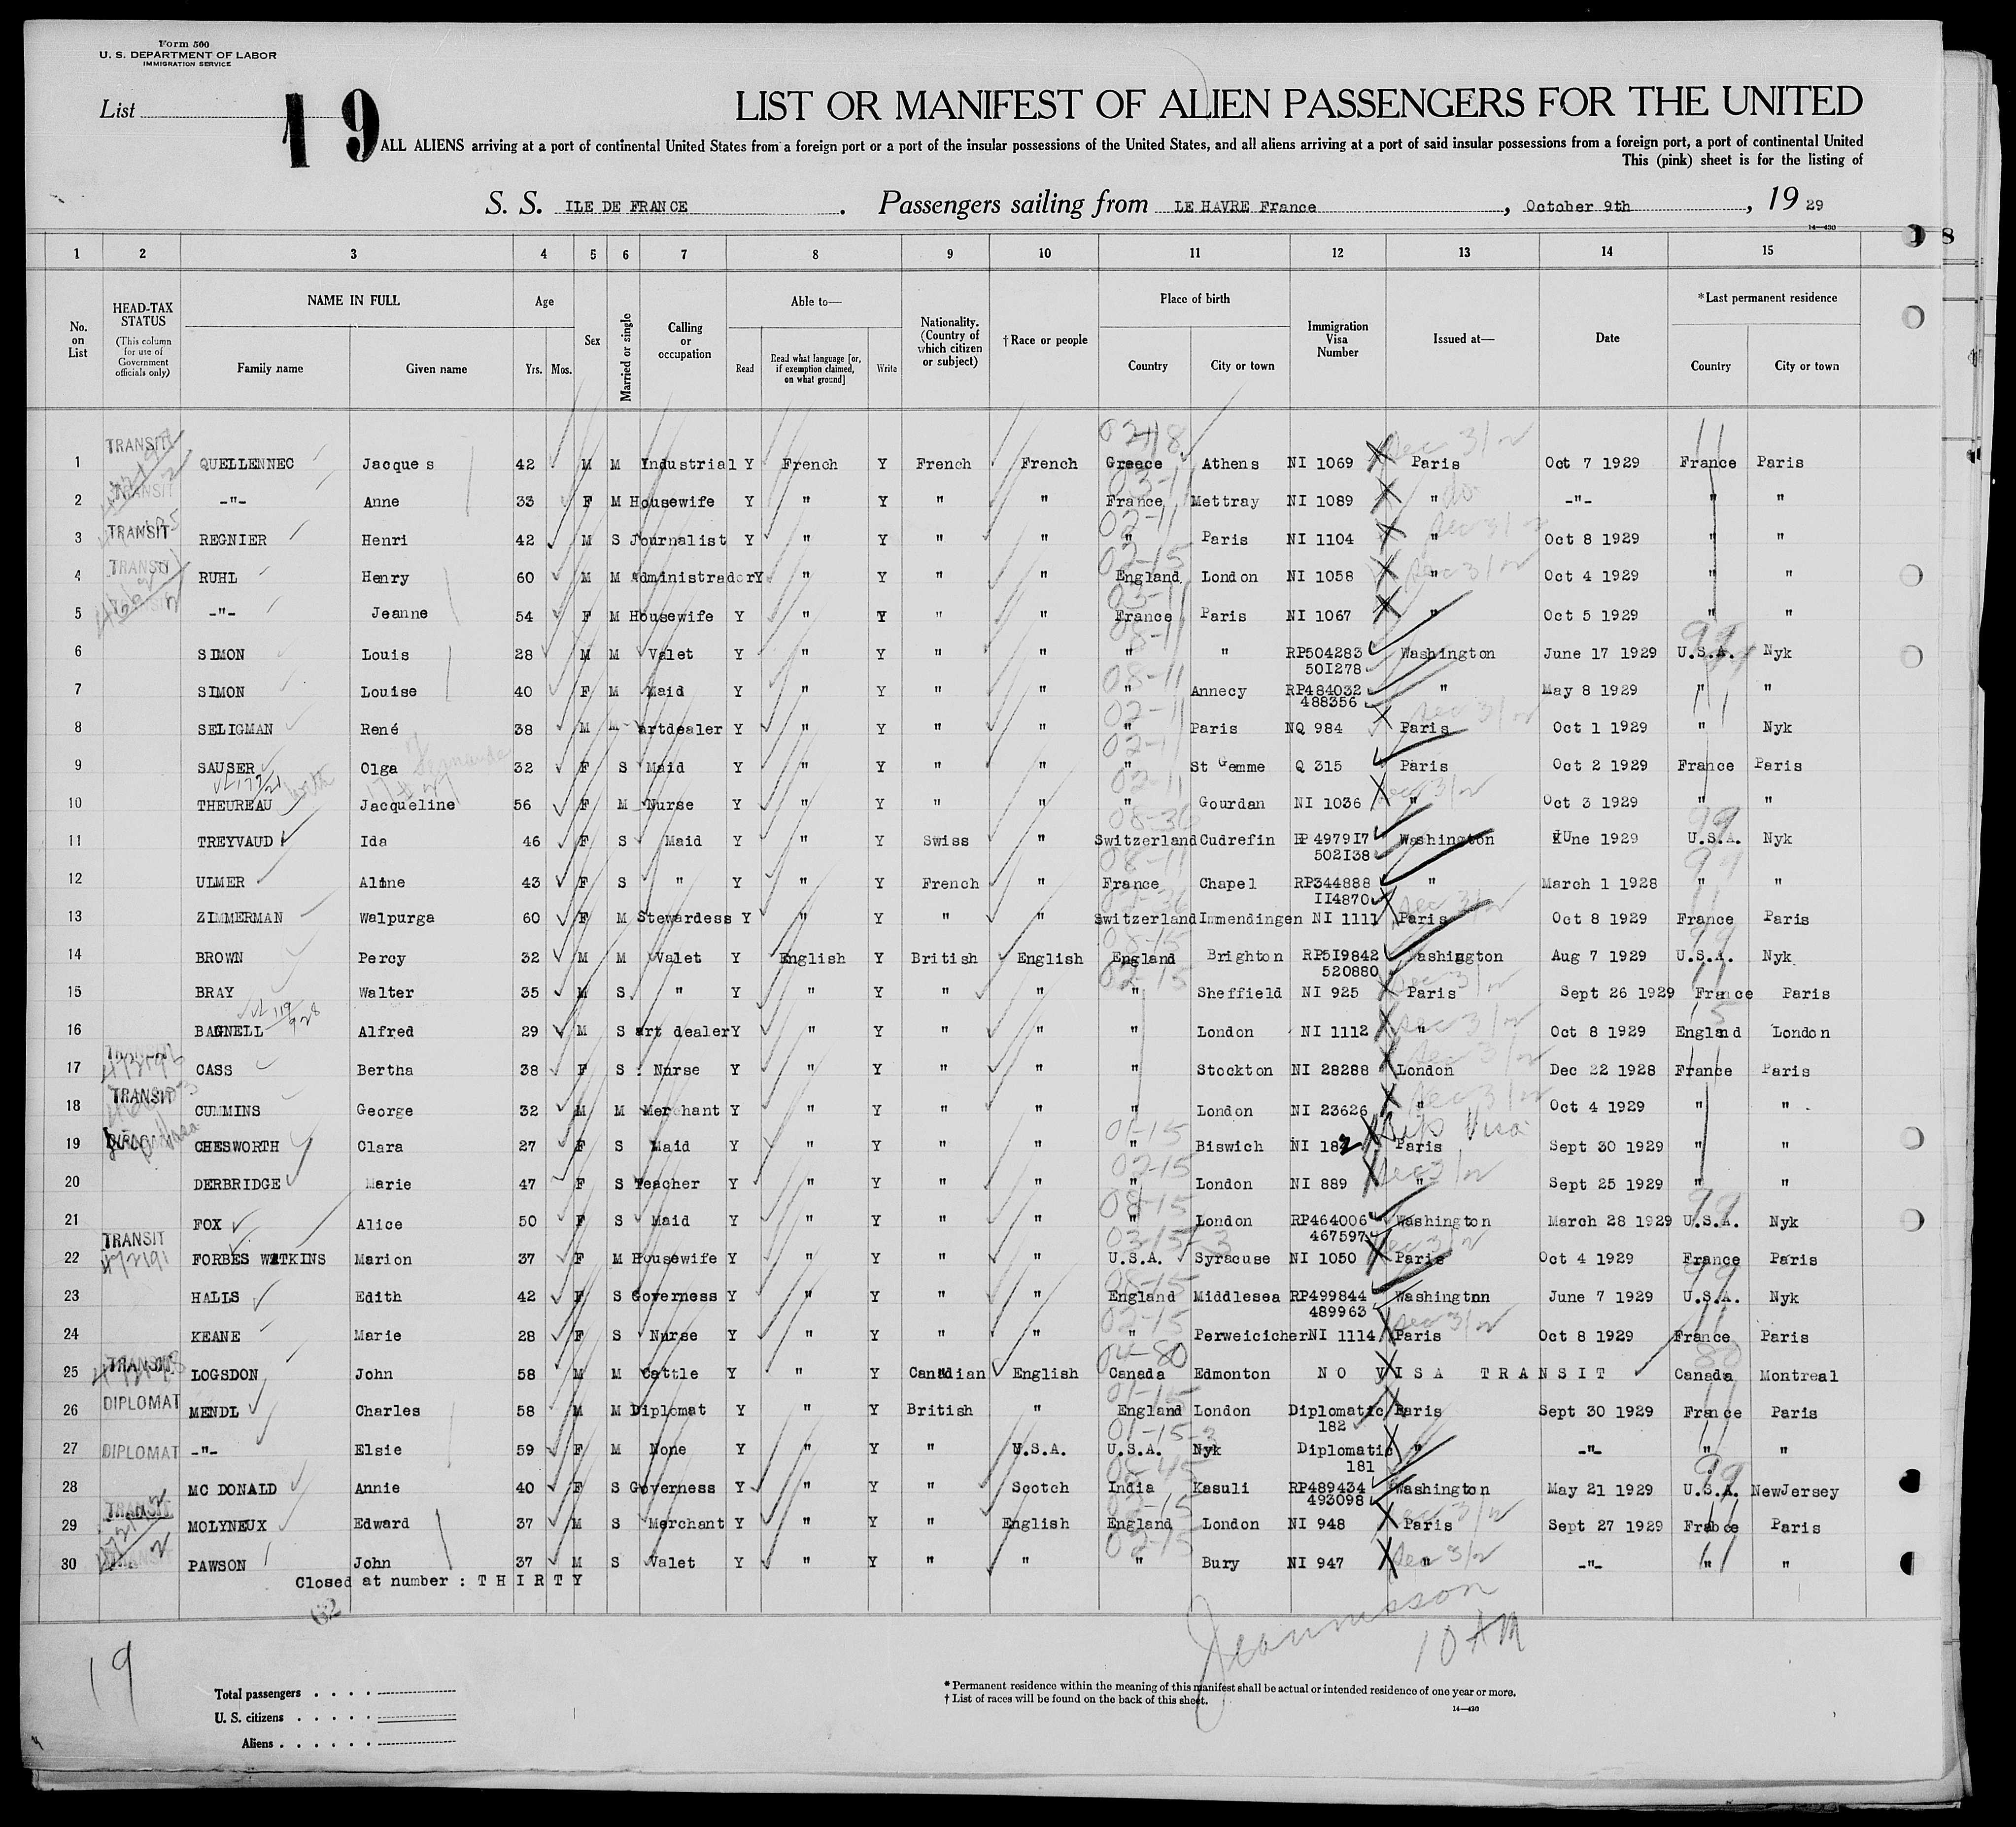 Form 500
U. S. DEPARTMENT OF LABOR
IMMIGRATION SERVICE
List 19
LIST OR MANIFEST OF ALIEN PASSENGERS FOR THE UNITED
ALL ALIENS arriving at a port of continental United States from a foreign port or a port of the insular possessions of the United States, and all aliens arriving at a port of said insular possessions from a foreign port, a port of continental United
This (pink) sheet is for the listing of
S. S. ILE DE FRANCE . Passengers sailing from LE HAVRE France , October 9th , 19 29
14—430
1 2 3 4 5 6 7 8 9 10 11 12 13 14 15
No. on List HEAD-TAX STATUS (This column for use of Government officials only) NAME IN FULL Family name Given name Age Yrs. Mos. Sex Married or single Calling or occupation Able to— Read Read what language [or, if exemption claimed, on what ground] Write Nationality. (Country of which citizen or subject) †Race or people Place of birth Country City or town Immigration Visa Number Issued at— Date *Last permanent residence Country City or town
1 TRANSIT QUELLENNEC Jacques 42 M M Industrial Y French Y French French Greece Athens NI 1069 Paris Oct 7 1929 France Paris
2 TRANSIT -"- Anne 33 F M Housewife Y " Y " " France Mettray NI 1089 " -"- " "
3 TRANSIT REGNIER Henri 42 M S Journalist Y " Y " " " Paris NI 1104 " Oct 8 1929 " "
4 TRANSIT RUHL Henry 60 M M Administrador Y " Y " " England London NI 1058 " Oct 4 1929 " "
5 -"- Jeanne 54 F M Housewife Y " Y " " France Paris NI 1067 " Oct 5 1929 " "
6 SIMON Louis 28 M M Valet Y " Y " " " " RP504283 501278 Washington June 17 1929 U.S.A. Nyk
7 SIMON Louise 40 F M Maid Y " Y " " " Annecy RP484032 488356 " May 8 1929 " "
8 SELIGMAN René 38 M M artdealer Y " Y " " " Paris NQ 984 Paris Oct 1 1929 " Nyk
9 SAUSER Olga 32 F S Maid Y " Y " " " St Gemme Q 315 Paris Oct 2 1929 France Paris
10 THEUREAU Jacqueline 56 F M Nurse Y " Y " " " Gourdan NI 1036 " Oct 3 1929 " "
11 TREYVAUD Ida 46 F S Maid Y " Y Swiss " Switzerland Cudrefin RP 497917 502138 Washington June 1929 U.S.A. Nyk
12 ULMER Aline 43 F S " Y " Y French " France Chapel RP344888 114870 " March 1 1928 " "
13 ZIMMERMAN Walpurga 60 F M Stewardess Y " Y " " Switzerland Immendingen NI 1111 Paris Oct 8 1929 France Paris
14 BROWN Percy 32 M M Valet Y English Y British English England Brighton RP519842 520880 Washington Aug 7 1929 U.S.A. Nyk
15 BRAY Walter 35 M S " Y " Y " " " Sheffield NI 925 Paris Sept 26 1929 France Paris
16 BAGNELL Alfred 29 M S art dealer Y " Y " " " London NI 1112 " Oct 8 1929 England London
17 CASS Bertha 38 F S Nurse Y " Y " " " Stockton NI 28288 London Dec 22 1928 France Paris
18 TRANSIT CUMMINS George 32 M M Merchant Y " Y " " " London NI 23626 " Oct 4 1929 " "
19 CHESWORTH Clara 27 F S Maid Y " Y " " " Biswich NI 182 Paris Sept 30 1929 " "
20 DERBRIDGE Marie 47 F S Teacher Y " Y " " " London NI 889 " Sept 25 1929 " "
21 FOX Alice 50 F S Maid Y " Y " " " London RP464006 467597 Washington March 28 1929 U.S.A. Nyk
22 TRANSIT FORBES WATKINS Marion 37 F M Housewife Y " Y " " U.S.A. Syracuse NI 1050 Paris Oct 4 1929 France Paris
23 HALLS Edith 42 F S Governess Y " Y " " England Middlesea RP499844 489963 Washington June 7 1929 U.S.A. Nyk
24 KEANE Marie 28 F S Nurse Y " Y " " " Perweicicher NI 1114 Paris Oct 8 1929 France Paris
25 TRANSIT LOGSDON John 58 M M Cattle Y " Y Canadian English Canada Edmonton NO VISA TRANSIT Canada Montreal
26 DIPLOMAT MENDL Charles 58 M M Diplomat Y " Y British " England London Diplomatic 182 Paris Sept 30 1929 France Paris
27 DIPLOMAT -"- Elsie 59 F M None Y " Y " U.S.A. U.S.A. Nyk Diplomatic 181 " -"- " "
28 MC DONALD Annie 40 F S Governess Y " Y " Scotch India Kasuli RP489434 493098 Washington May 21 1929 U.S.A. NewJersey
29 TRANSIT MOLYNEUX Edward 37 M S Merchant Y " Y " English England London NI 948 Paris Sept 27 1929 Frabce Paris
30 PAWSON John 37 M S Valet Y " Y " " " Bury NI 947 " -"- " "
Closed at number : T H I R T Y
62
10 AM
19
Total passengers . . . .
U. S. citizens . . . . .
Aliens . . . . . .
* Permanent residence within the meaning of this manifest shall be actual or intended residence of one year or more.
† List of races will be found on the back of this sheet.
14—430